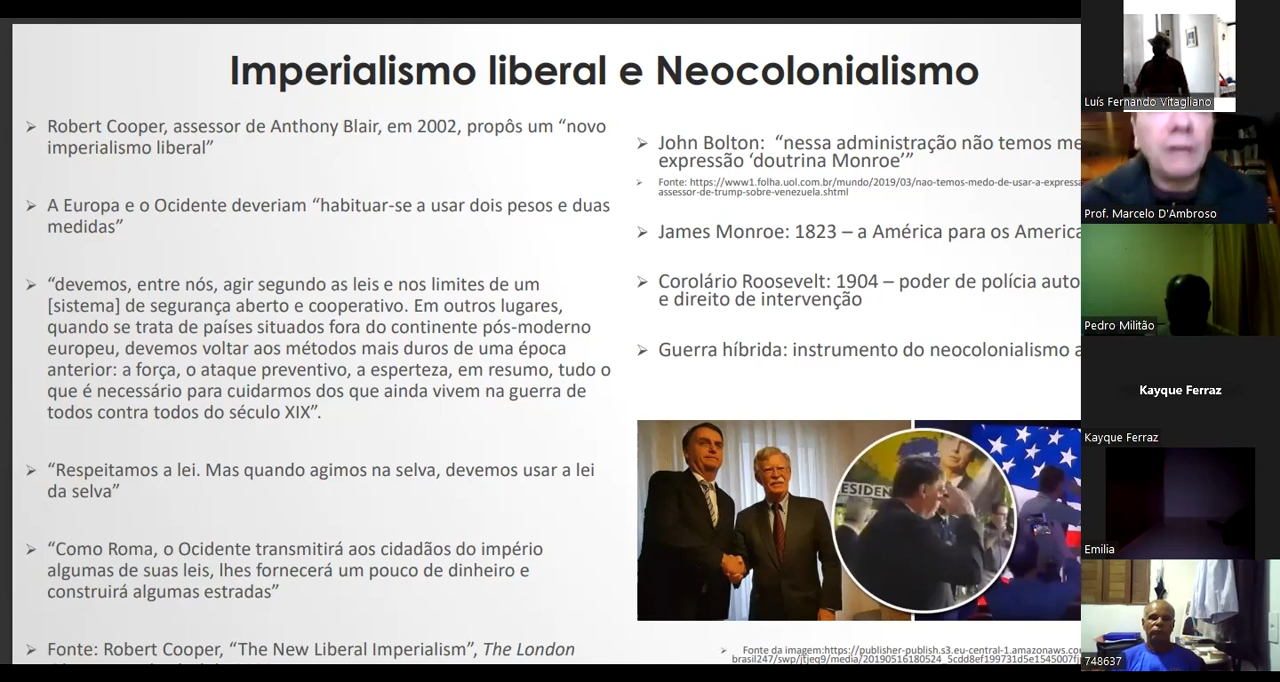 Imperialismo liberal e Neocolonialismo
➢ Robert Cooper, assessor de Anthony Blair, em 2002, propôs um “novo
imperialismo liberal”
➢ A Europa e o Ocidente deveriam “habituar-se a usar dois pesos e duas
medidas”
➢ “devemos, entre nós, agir segundo as leis e nos limites de um
[sistema] de segurança aberto e cooperativo. Em outros lugares,
quando se trata de países situados fora do continente pós-moderno
europeu, devemos voltar aos métodos mais duros de uma época
anterior: a força, o ataque preventivo, a esperteza, em resumo, tudo o
que é necessário para cuidarmos dos que ainda vivem na guerra de
todos contra todos do século XIX”.
➢ “Respeitamos a lei. Mas quando agimos na selva, devemos usar a lei
da selva”
➢ “Como Roma, o Ocidente transmitirá aos cidadãos do império
algumas de suas leis, lhes fornecerá um pouco de dinheiro e
construirá algumas estradas”
➢ Fonte: Robert Cooper, “The New Liberal Imperialism”, The London
➢ John Bolton: “nessa administração não temos me
expressão ‘doutrina Monroe’”
➢ Fonte: https://www1.folha.uol.com.br/mundo/2019/03/nao-temos-medo-de-usar-a-expressa
assessor-de-trump-sobre-venezuela.shtml
➢ James Monroe: 1823 – a América para os America
➢ Corolário Roosevelt: 1904 – poder de polícia auto
e direito de intervenção
➢ Guerra híbrida: instrumento do neocolonialismo a
ESIDEN
➢ Fonte da imagem:https://publisher-publish.s3.eu-central-1.amazonaws.co
Luís Fernando Vitagliano
Prof. Marcelo D'Ambroso
Pedro Militão
Kayque Ferraz
Kayque Ferraz
Emilia
748637